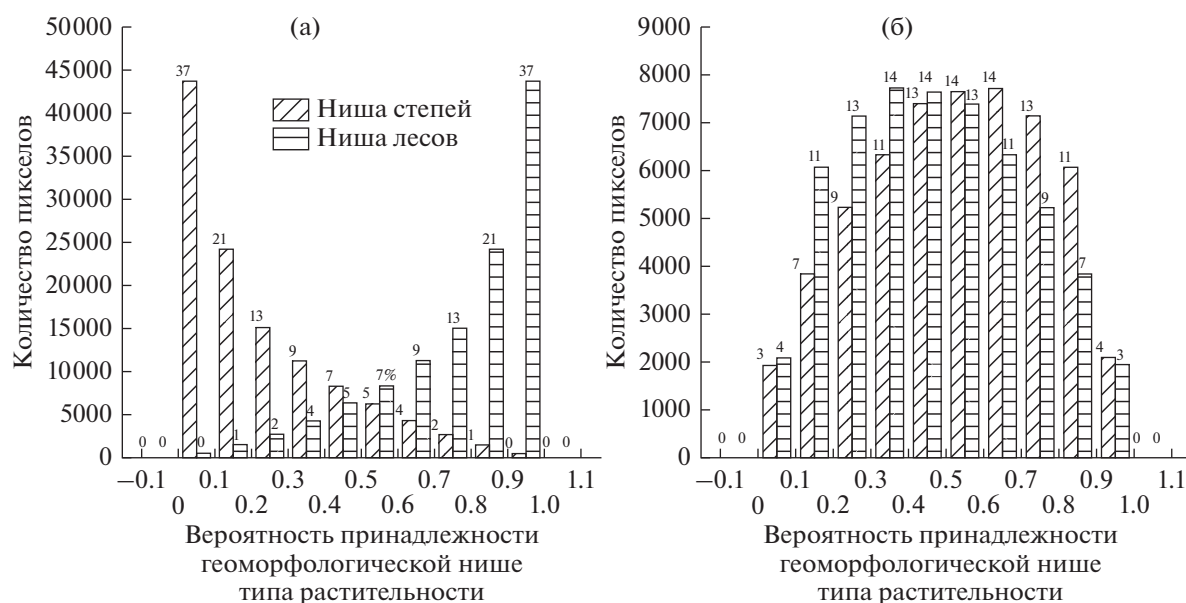 (а)
50000
45000
40000
35000
30000
25000
20000
15000
10000
5000
0
Количество пикселов
Ниша степей
Ниша лесов
0 0 37 0 21 1 13 2 9 4 7 5 5 7% 4 9 2 13 1 21 0 37 0 0
−0.1 0.1 0.3 0.5 0.7 0.9 1.1
0 0.2 0.4 0.6 0.8 1.0
Вероятность принадлежности
геоморфологической нише
типа растительности
(б)
9000
8000
7000
6000
5000
4000
3000
2000
1000
0
Количество пикселов
0 0 3 4 7 11 9 13 11 14 13 14 14 13 14 11 13 9 11 7 4 3 0 0
−0.1 0.1 0.3 0.5 0.7 0.9 1.1
0 0.2 0.4 0.6 0.8 1.0
Вероятность принадлежности
геоморфологической нише
типа растительности